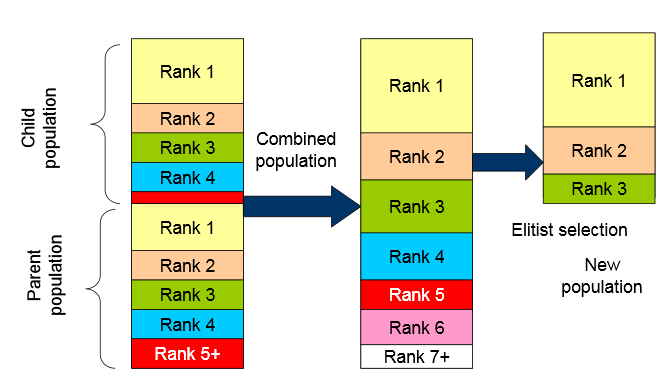 Child
population
Rank 1
Rank 2
Rank 3
Rank 4
Parent
population
Rank 1
Rank 2
Rank 3
Rank 4
Rank 5+
Combined
population
Rank 1
Rank 2
Rank 3
Rank 4
Rank 5
Rank 6
Rank 7+
Rank 1
Rank 2
Rank 3
Elitist selection
New
population